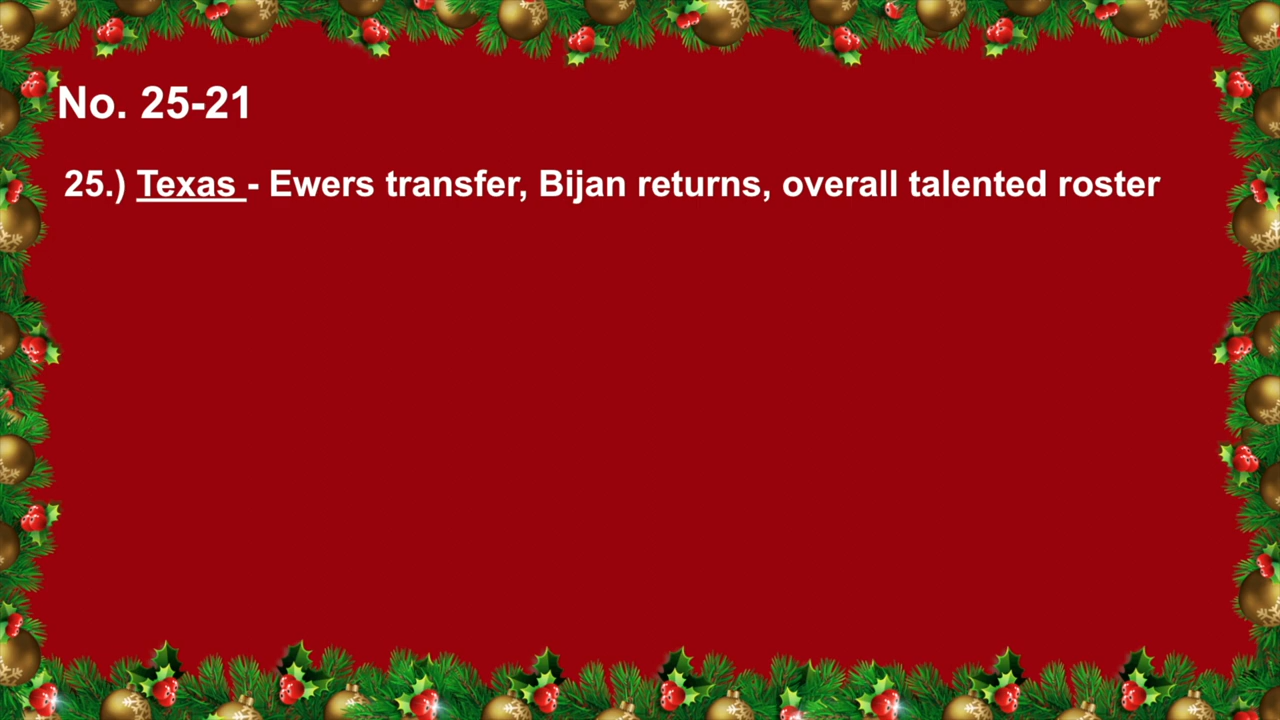 No. 25-21
25.) Texas - Ewers transfer, Bijan returns, overall talented roster